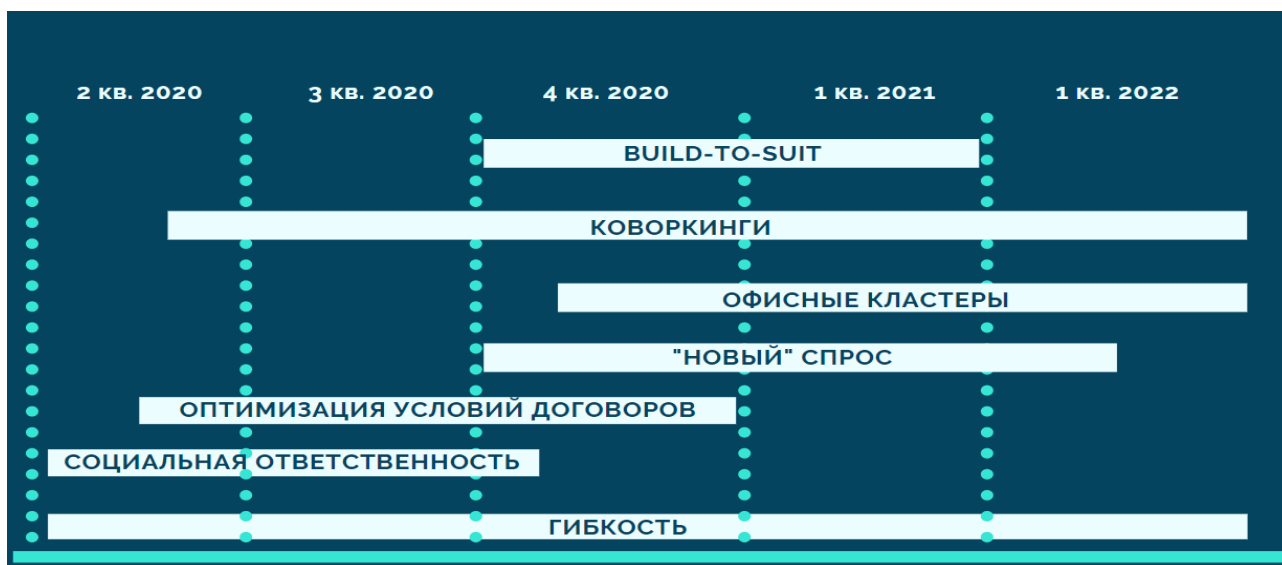 2 кв. 2020 3 кв. 2020 4 кв. 2020 1 кв. 2021 1 кв. 2022
BUILD-TO-SUIT
КОВОРКИНГИ
ОФИСНЫЕ КЛАСТЕРЫ
"НОВЫЙ" СПРОС
ОПТИМИЗАЦИЯ УСЛОВИЙ ДОГОВОРОВ
СОЦИАЛЬНАЯ ОТВЕТСТВЕННОСТЬ
ГИБКОСТЬ